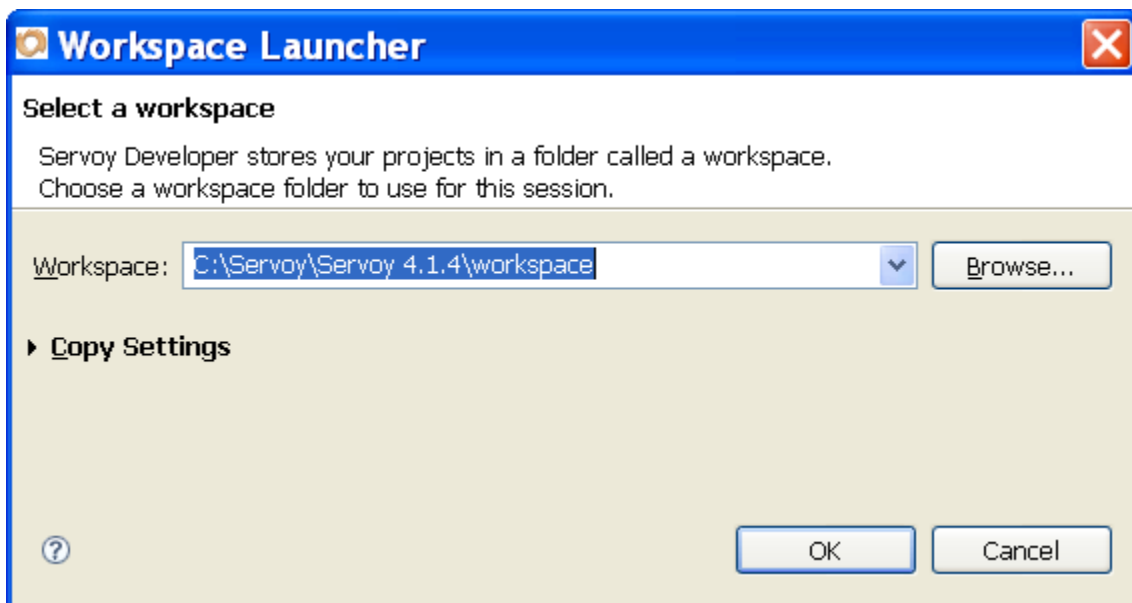 Workspace Launcher
Select a workspace
Servoy Developer stores your projects in a folder called a workspace.
Choose a workspace folder to use for this session.
Workspace: C:\Servoy\Servoy 4.1.4\workspace Browse...
Copy Settings
? OK Cancel